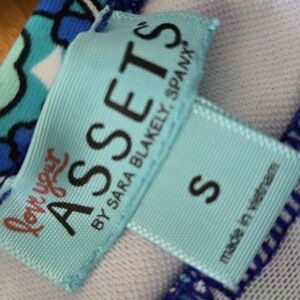 love your
ASSETS®
BY SARA BLAKELY, SPANX®
S
made in vietnam